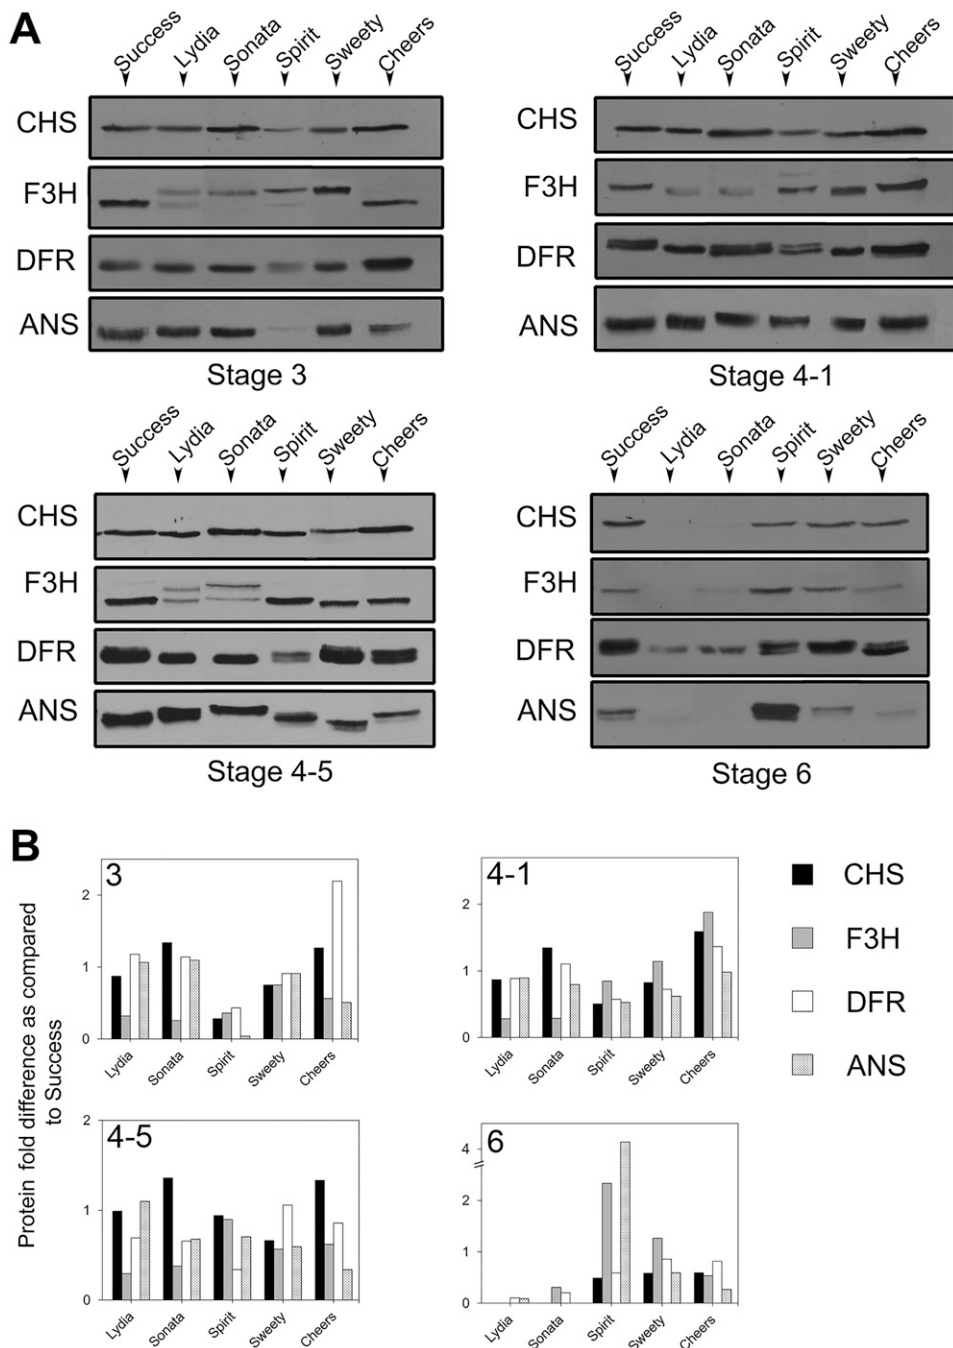 A
Success Lydia Sonata Spirit Sweety Cheers
CHS
F3H
DFR
ANS
Stage 3
Success Lydia Sonata Spirit Sweety Cheers
CHS
F3H
DFR
ANS
Stage 4-1
Success Lydia Sonata Spirit Sweety Cheers
CHS
F3H
DFR
ANS
Stage 4-5
Success Lydia Sonata Spirit Sweety Cheers
CHS
F3H
DFR
ANS
Stage 6
B
Protein fold difference as compared
to Success
3
2
1
0
Lydia Sonata Spirit Sweety Cheers
4-1
2
1
0
Lydia Sonata Spirit Sweety Cheers
4-5
2
1
0
Lydia Sonata Spirit Sweety Cheers
6
4
2
1
0
Lydia Sonata Spirit Sweety Cheers
CHS
F3H
DFR
ANS